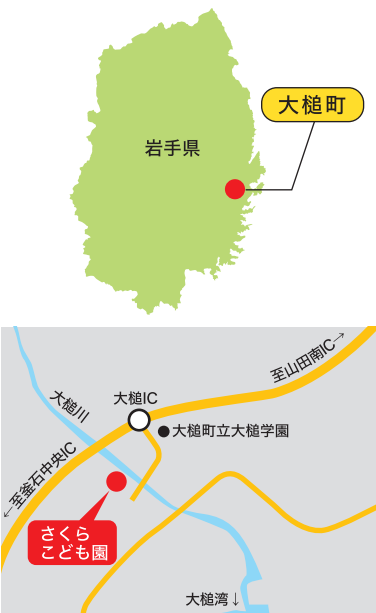 大槌町
岩手県
至山田南IC→
大槌IC
大槌川
大槌町立大槌学園
←至釜石中央IC
さくら
こども園
大槌湾↓